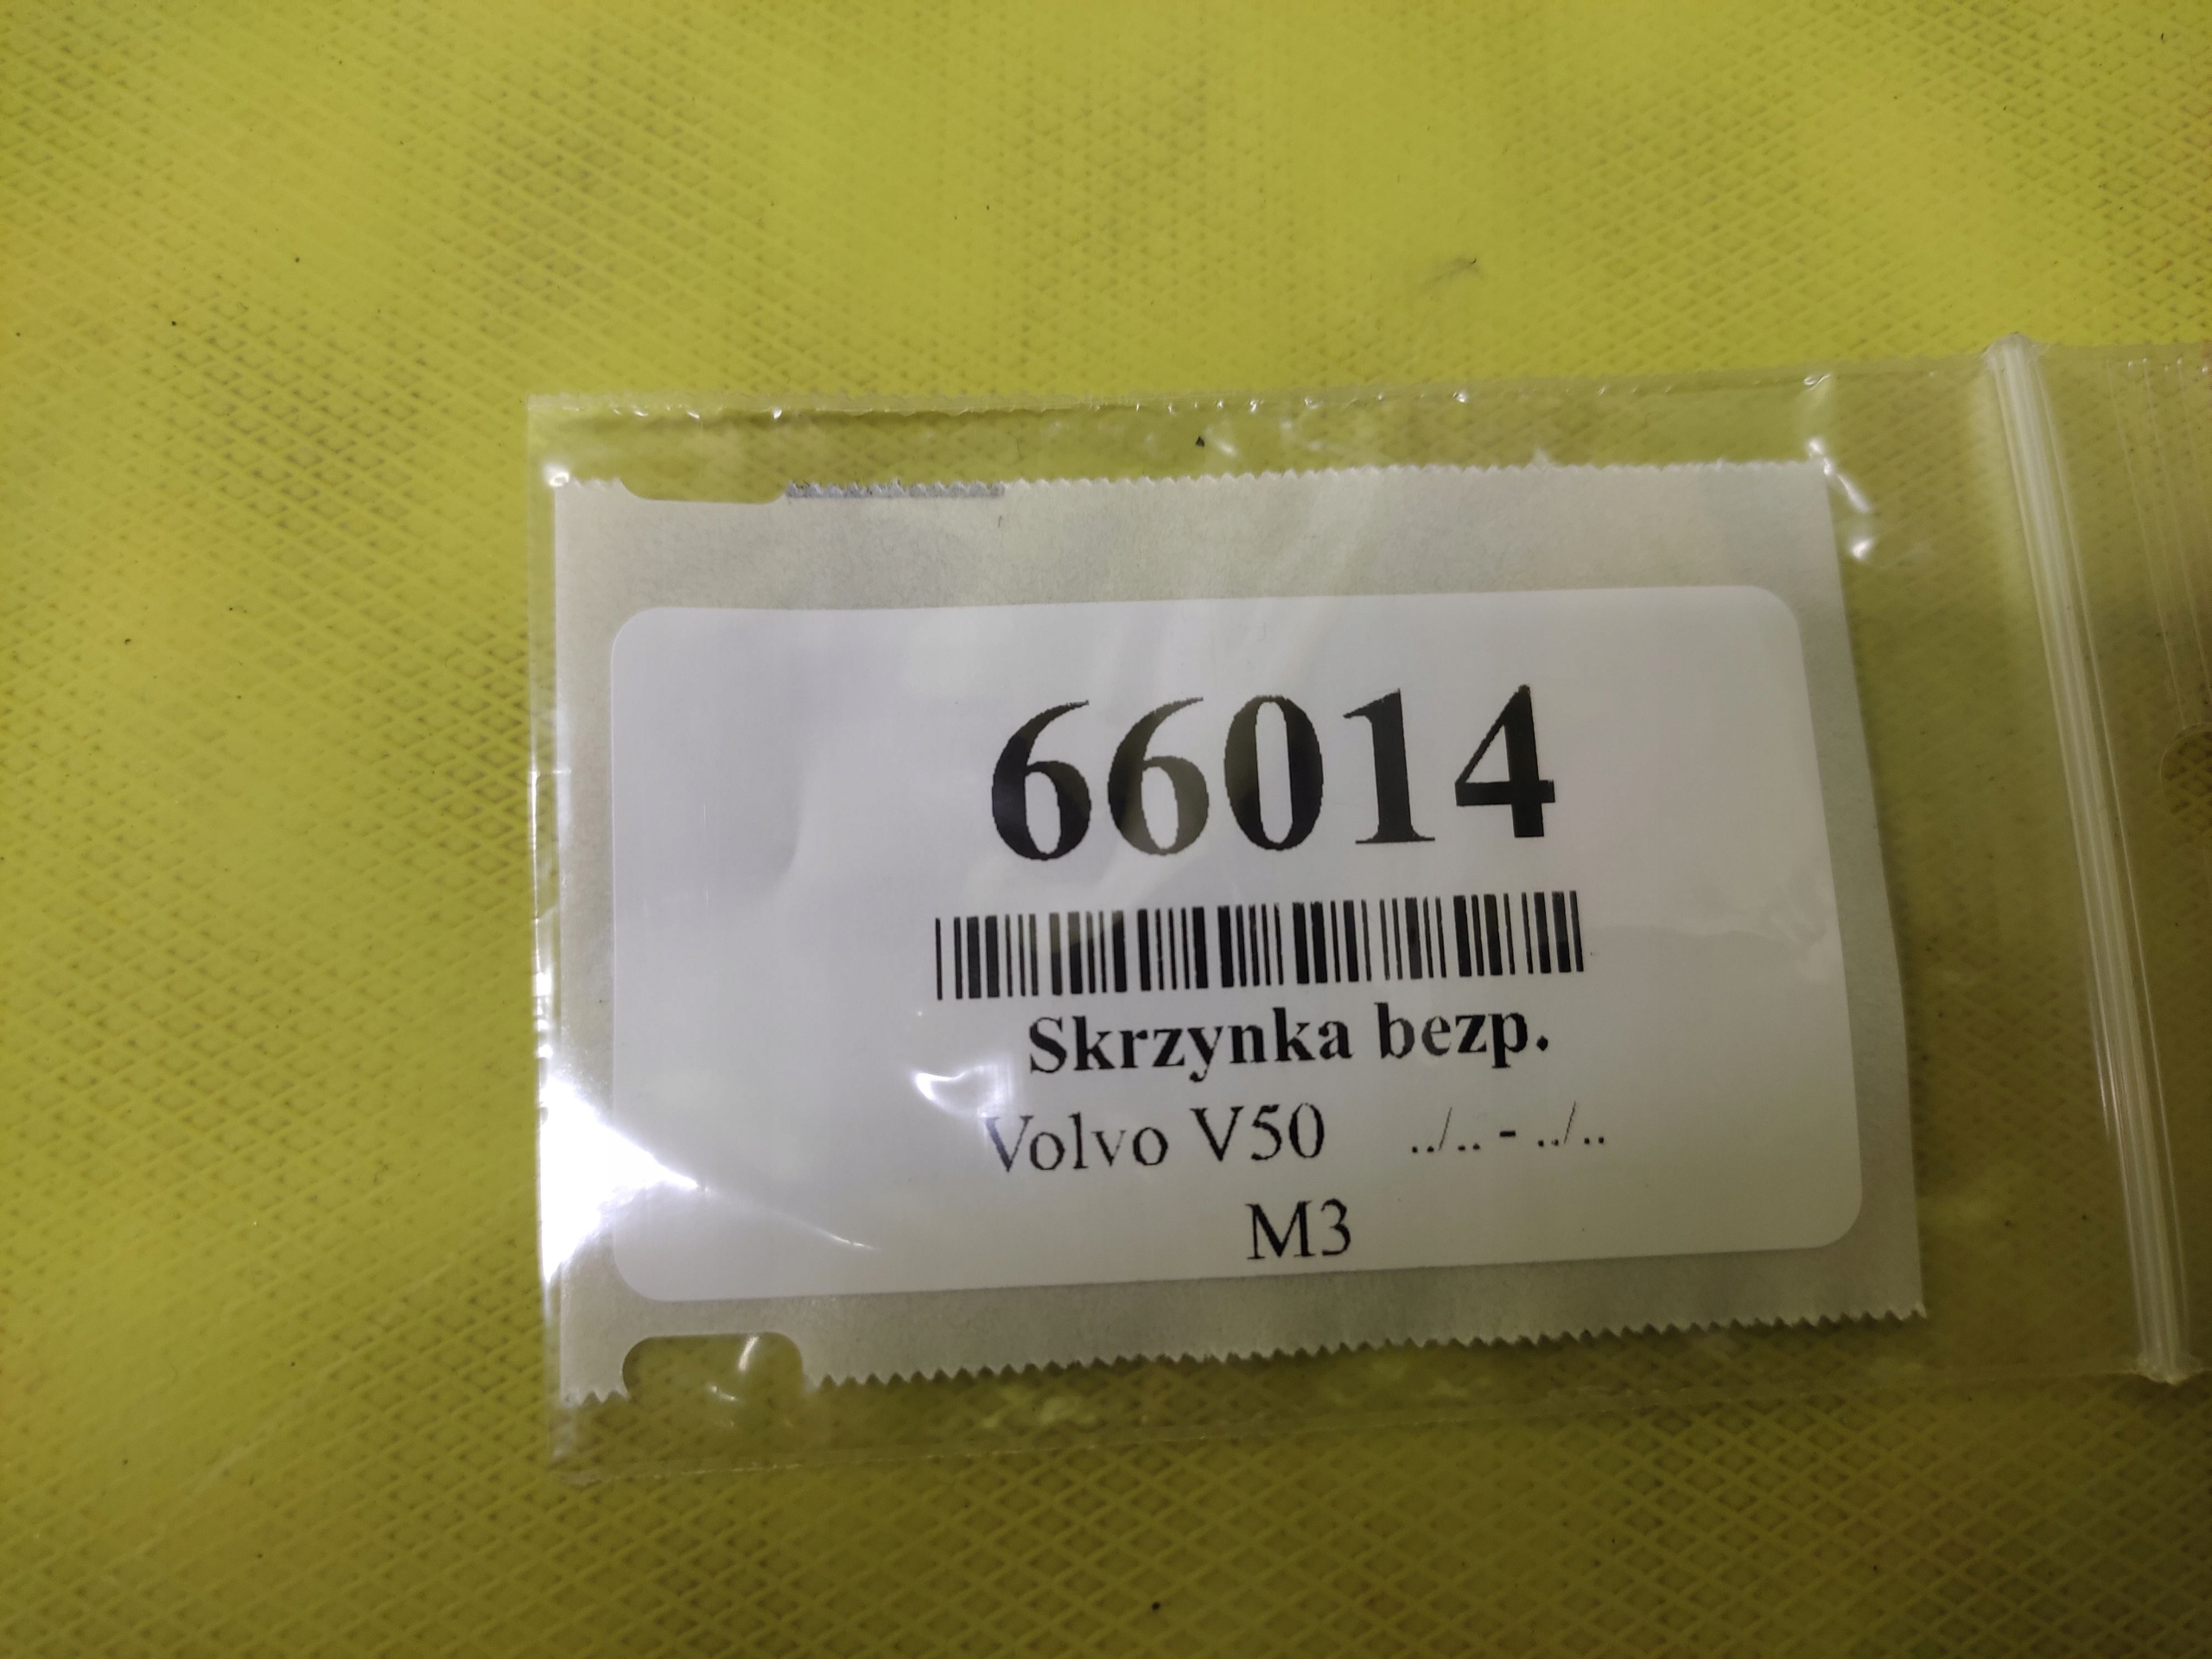 66014
Skrzynka bezp.
Volvo V50 ../.. - ../..
M3